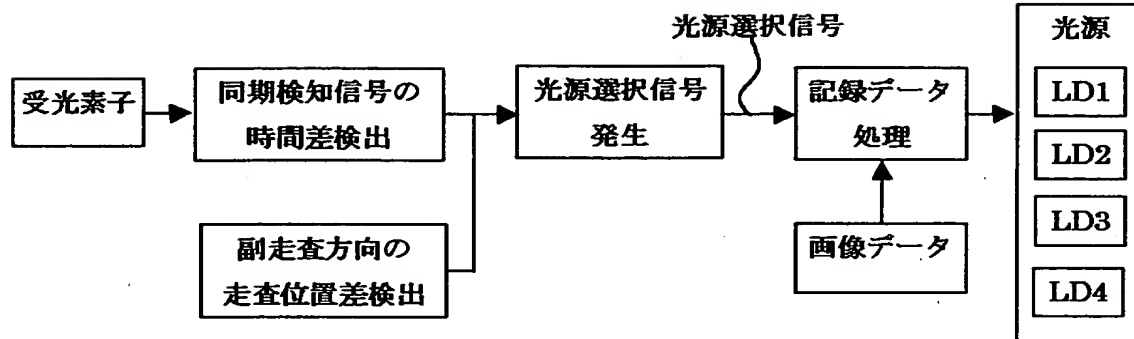 光源選択信号
光源
受光素子
同期検知信号の
時間差検出
光源選択信号
発生
記録データ
処理
LD1
LD2
LD3
LD4
副走査方向の
走査位置差検出
画像データ